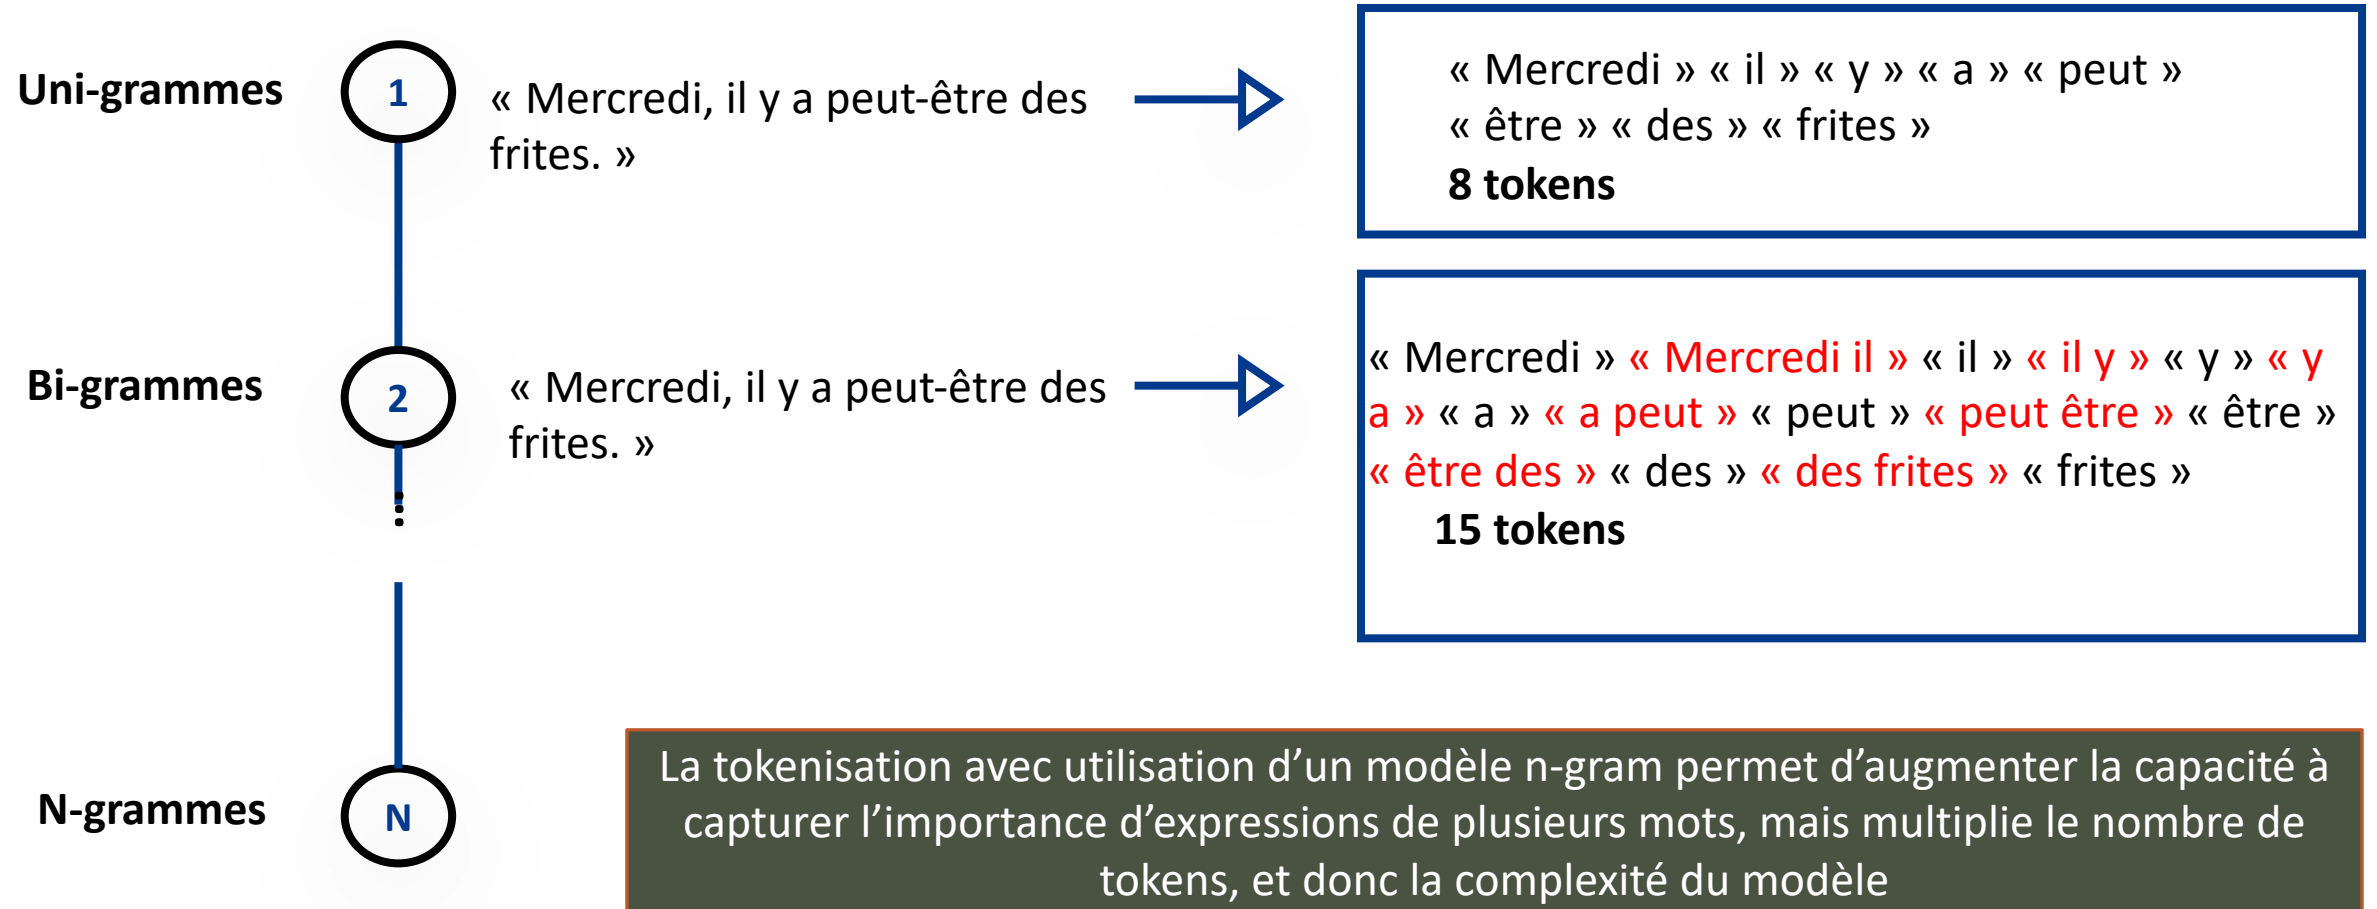 Uni-grammes
1
« Mercredi, il y a peut-être des
frites. »
« Mercredi » « il » « y » « a » « peut »
« être » « des » « frites »
8 tokens
Bi-grammes
2
« Mercredi, il y a peut-être des
frites. »
« Mercredi » « Mercredi il » « il » « il y » « y » « y
a » « a » « a peut » « peut » « peut être » « être »
« être des » « des » « des frites » « frites »
15 tokens
...
N-grammes
N
La tokenisation avec utilisation d’un modèle n-gram permet d’augmenter la capacité à
capturer l’importance d’expressions de plusieurs mots, mais multiplie le nombre de
tokens, et donc la complexité du modèle